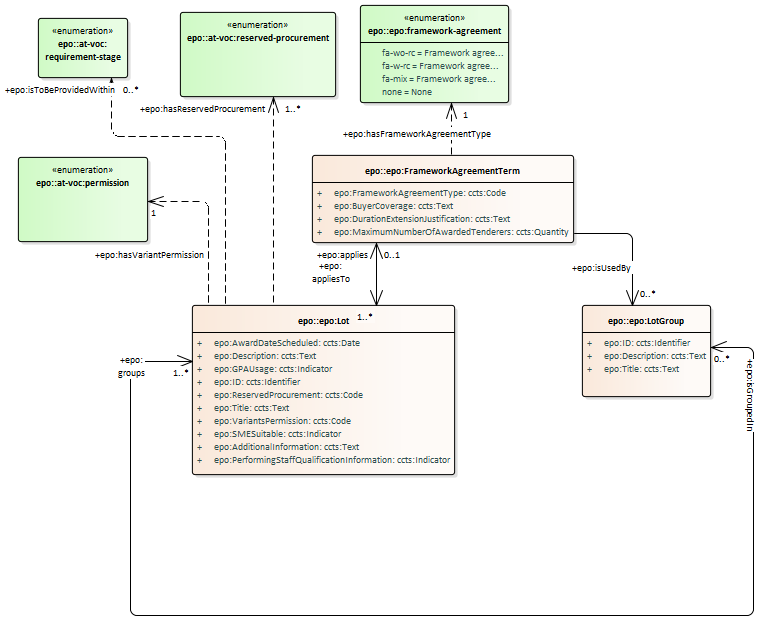 «enumeration»
epo::at-voc:
requirement-stage
«enumeration»
epo::at-voc:reserved-procurement
«enumeration»
epo::epo:framework-agreement
fa-wo-rc = Framework agree...
fa-w-rc = Framework agree...
fa-mix = Framework agree...
none = None
+epo:isToBeProvidedWithin 0..*
+epo:hasReservedProcurement 1..*
1
+epo:hasFrameworkAgreementType
«enumeration»
epo::at-voc:permission
1
+epo:hasVariantPermission
epo::epo:FrameworkAgreementTerm
+ epo:FrameworkAgreementType: ccts:Code
+ epo:BuyerCoverage: ccts:Text
+ epo:DurationExtensionJustification: ccts:Text
+ epo:MaximumNumberOfAwardedTenderers: ccts:Quantity
+epo:applies 0..1
+epo:
appliesTo
+epo:isUsedBy
0..*
epo::epo:Lot 1..*
+ epo:AwardDateScheduled: ccts:Date
+ epo:Description: ccts:Text
+ epo:GPAUsage: ccts:Indicator
+ epo:ID: ccts:Identifier
+ epo:ReservedProcurement: ccts:Code
+ epo:Title: ccts:Text
+ epo:VariantsPermission: ccts:Code
+ epo:SMESuitable: ccts:Indicator
+ epo:AdditionalInformation: ccts:Text
+ epo:PerformingStaffQualificationInformation: ccts:Indicator
+epo:
groups 1..*
epo::epo:LotGroup
+ epo:ID: ccts:Identifier
+ epo:Description: ccts:Text
+ epo:Title: ccts:Text
0..*
+epo:isGroupedIn